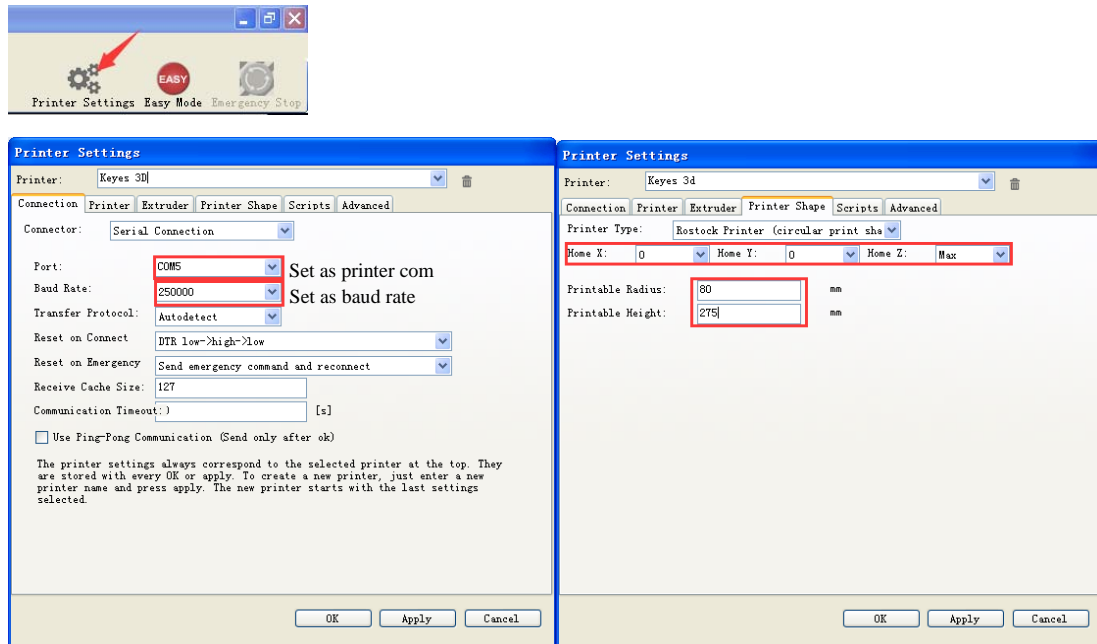 EASY
Printer Settings Easy Mode Emergency Stop
Printer Settings
Printer: Keyes 3D
Connection Printer Extruder Printer Shape Scripts Advanced
Connector: Serial Connection
Port: COM5 Set as printer com
Baud Rate: 250000 Set as baud rate
Transfer Protocol: Autodetect
Reset on Connect DTR low->high->low
Reset on Emergency Send emergency command and reconnect
Receive Cache Size: 127
Communication Timeout: ) [s]
Use Ping-Pong Communication (Send only after ok)
The printer settings always correspond to the selected printer at the top. They
are stored with every OK or apply. To create a new printer, just enter a new
printer name and press apply. The new printer starts with the last settings
selected.
OK Apply Cancel
Printer Settings
Printer: Keyes 3d
Connection Printer Extruder Printer Shape Scripts Advanced
Printer Type: Rostock Printer (circular print sha
Home X: 0 Home Y: 0 Home Z: Max
Printable Radius: 80 mm
Printable Height: 275 mm
OK Apply Cancel